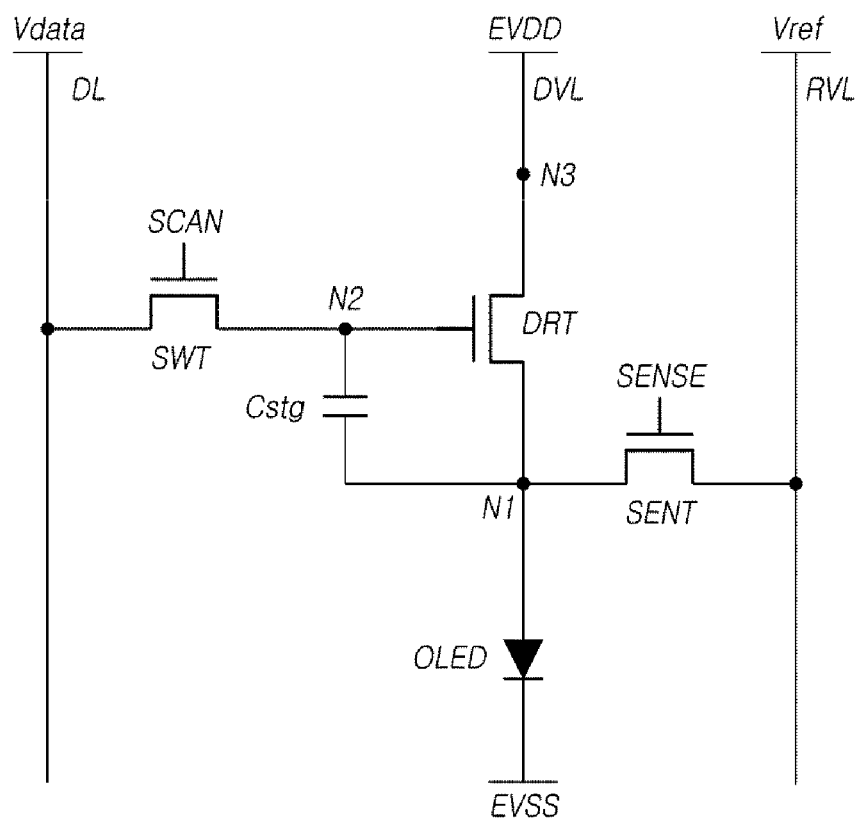 Vdata
EVDD
Vref
DL
DVL
RVL
N3
SCAN
N2
DRT
SWT
SENSE
Cstg
N1
SENT
OLED
EVSS